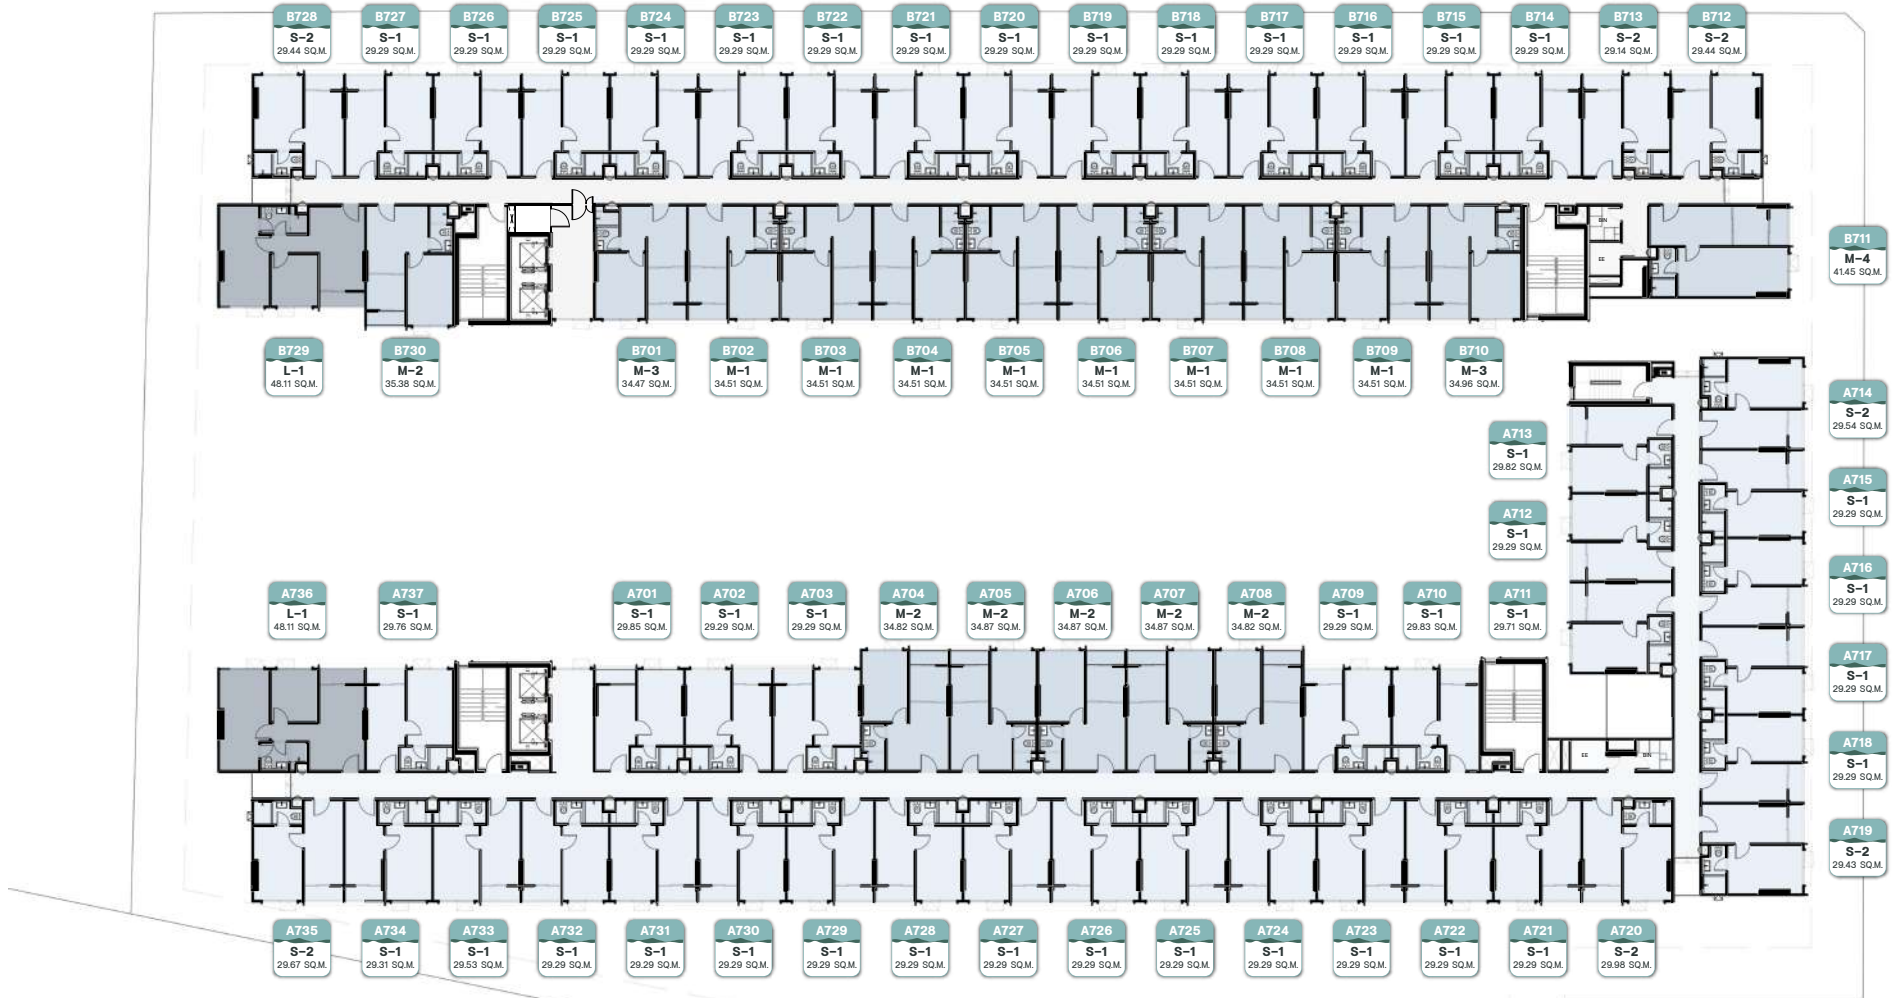 B728
S-2
29.44 SQ.M.
B727
S-1
29.29 SQ.M.
B726
S-1
29.29 SQ.M.
B725
S-1
29.29 SQ.M.
B724
S-1
29.29 SQ.M.
B723
S-1
29.29 SQ.M.
B722
S-1
29.29 SQ.M.
B721
S-1
29.29 SQ.M.
B720
S-1
29.29 SQ.M.
B719
S-1
29.29 SQ.M.
B718
S-1
29.29 SQ.M.
B717
S-1
29.29 SQ.M.
B716
S-1
29.29 SQ.M.
B715
S-1
29.29 SQ.M.
B714
S-1
29.29 SQ.M.
B713
S-2
29.14 SQ.M.
B712
S-2
29.44 SQ.M.
BIN
EE
B711
M-4
41.45 SQ.M.
B729
L-1
48.11 SQ.M.
B730
M-2
35.38 SQ.M.
B701
M-3
34.47 SQ.M.
B702
M-1
34.51 SQ.M.
B703
M-1
34.51 SQ.M.
B704
M-1
34.51 SQ.M.
B705
M-1
34.51 SQ.M.
B706
M-1
34.51 SQ.M.
B707
M-1
34.51 SQ.M.
B708
M-1
34.51 SQ.M.
B709
M-1
34.51 SQ.M.
B710
M-3
34.96 SQ.M.
A714
S-2
29.54 SQ.M.
A713
S-1
29.82 SQ.M.
A715
S-1
29.29 SQ.M.
A712
S-1
29.29 SQ.M.
A716
S-1
29.29 SQ.M.
A736
L-1
48.11 SQ.M.
A737
S-1
29.76 SQ.M.
A701
S-1
29.85 SQ.M.
A702
S-1
29.29 SQ.M.
A703
S-1
29.29 SQ.M.
A704
M-2
34.82 SQ.M.
A705
M-2
34.87 SQ.M.
A706
M-2
34.87 SQ.M.
A707
M-2
34.87 SQ.M.
A708
M-2
34.82 SQ.M.
A709
S-1
29.29 SQ.M.
A710
S-1
29.83 SQ.M.
A711
S-1
29.71 SQ.M.
A717
S-1
29.29 SQ.M.
A718
S-1
29.29 SQ.M.
EE
BIN
A719
S-2
29.43 SQ.M.
A735
S-2
29.67 SQ.M.
A734
S-1
29.31 SQ.M.
A733
S-1
29.53 SQ.M.
A732
S-1
29.29 SQ.M.
A731
S-1
29.29 SQ.M.
A730
S-1
29.29 SQ.M.
A729
S-1
29.29 SQ.M.
A728
S-1
29.29 SQ.M.
A727
S-1
29.29 SQ.M.
A726
S-1
29.29 SQ.M.
A725
S-1
29.29 SQ.M.
A724
S-1
29.29 SQ.M.
A723
S-1
29.29 SQ.M.
A722
S-1
29.29 SQ.M.
A721
S-1
29.29 SQ.M.
A720
S-2
29.98 SQ.M.